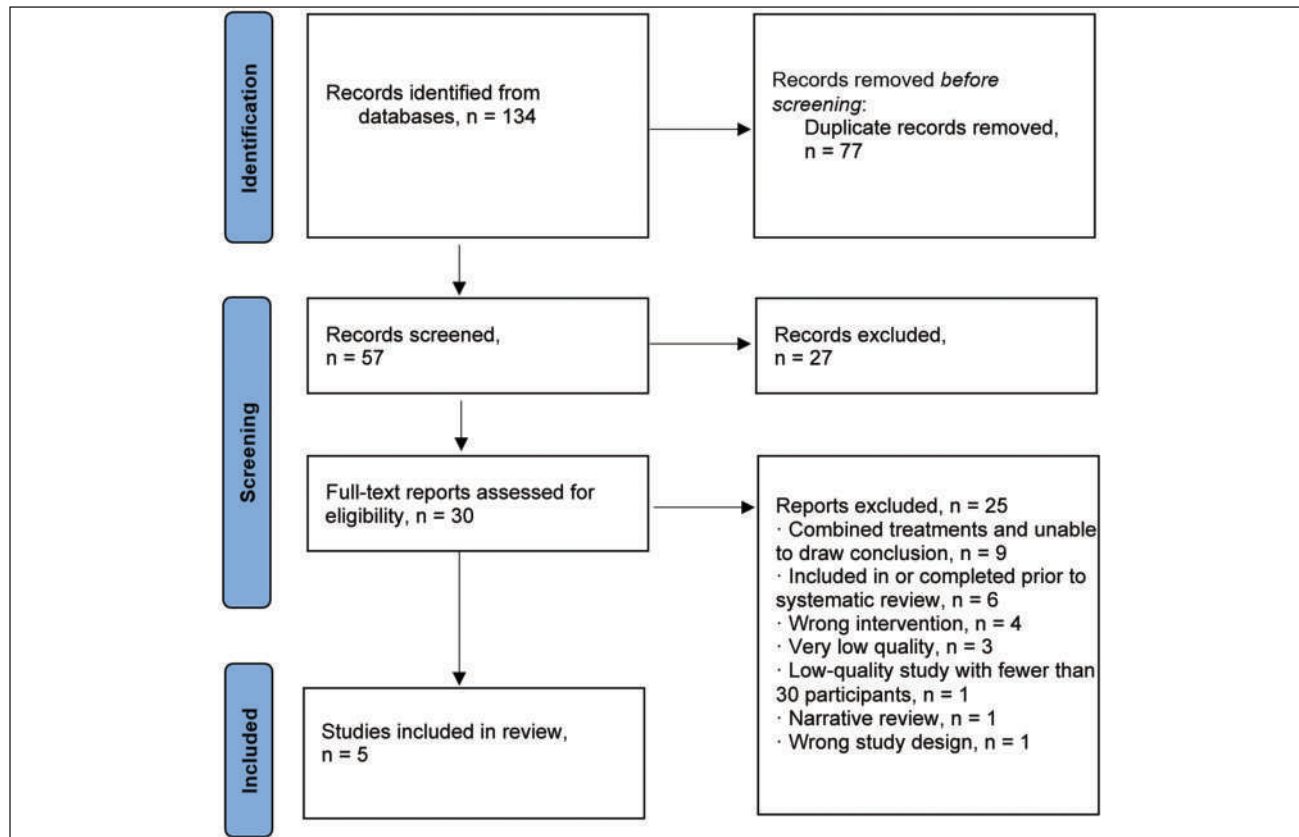 Identification
Records identified from
databases, n = 134
Records removed before
screening:
Duplicate records removed,
n = 77
Screening
Records screened,
n = 57
Records excluded,
n = 27
Full-text reports assessed for
eligibility, n = 30
Reports excluded, n = 25
· Combined treatments and unable
to draw conclusion, n = 9
· Included in or completed prior to
systematic review, n = 6
· Wrong intervention, n = 4
· Very low quality, n = 3
· Low-quality study with fewer than
30 participants, n = 1
· Narrative review, n = 1
· Wrong study design, n = 1
Included
Studies included in review,
n = 5